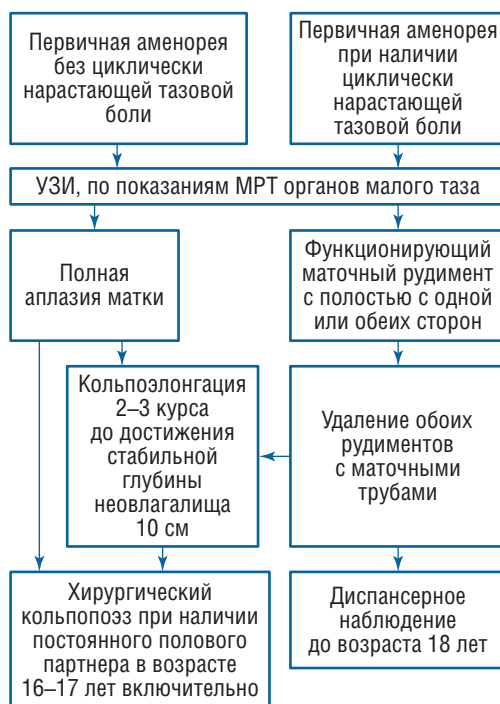 Первичная аменорея
без циклически
нарастающей тазовой
боли
Первичная аменорея
при наличии
циклически
нарастающей
тазовой боли
УЗИ, по показаниям МРТ органов малого таза
Полная
аплазия матки
Функционирующий
маточный рудимент
с полостью с одной
или обеих сторон
Кольпоэлонгация
2–3 курса
до достижения
стабильной
глубины
неовлагалища
10 см
Удаление обоих
рудиментов
с маточными
трубами
Хирургический
кольпопоэз при наличии
постоянного полового
партнера в возрасте
16–17 лет включительно
Диспансерное
наблюдение
до возраста 18 лет